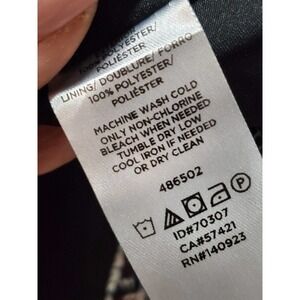 100% POLYESTER/
POLIÉSTER
LINING/ DOUBLURE/ FORRO
100% POLYESTER/
POLIÉSTER
MACHINE WASH COLD
ONLY NON-CHLORINE
BLEACH WHEN NEEDED
TUMBLE DRY LOW
COOL IRON IF NEEDED
OR DRY CLEAN
486502
P
ID#70307
CA#57421
RN#140923